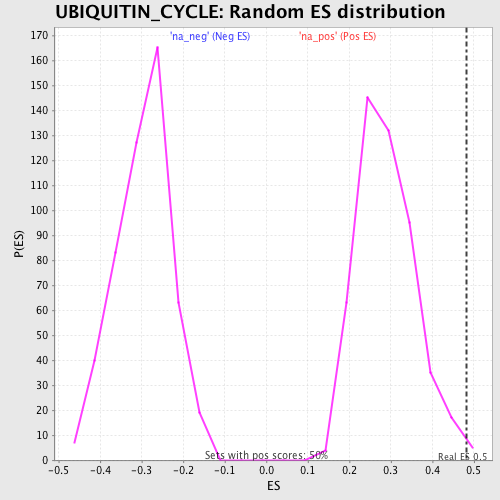 UBIQUITIN_CYCLE: Random ES distribution
'na_neg' (Neg ES) 'na_pos' (Pos ES)
170
160
150
140
130
120
110
100
90
80
70
60
50
40
30
20
10
0
P(ES)
Sets with pos scores: 50%
Real ES 0.5
-0.5 -0.4 -0.3 -0.2 -0.1 0.0 0.1 0.2 0.3 0.4 0.5
ES